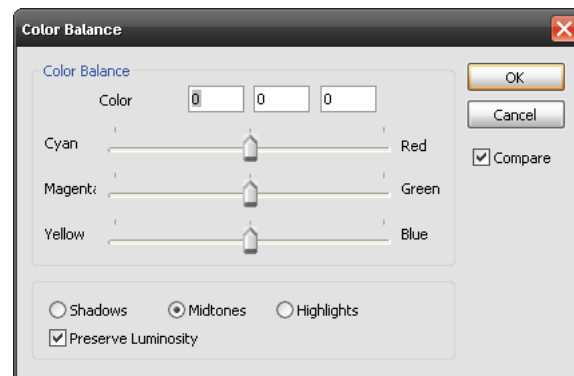 Color Balance
Color Balance
Color 0 0 0
Cyan Red
Magenta Green
Yellow Blue
Shadows Midtones Highlights
Preserve Luminosity
OK
Cancel
Compare